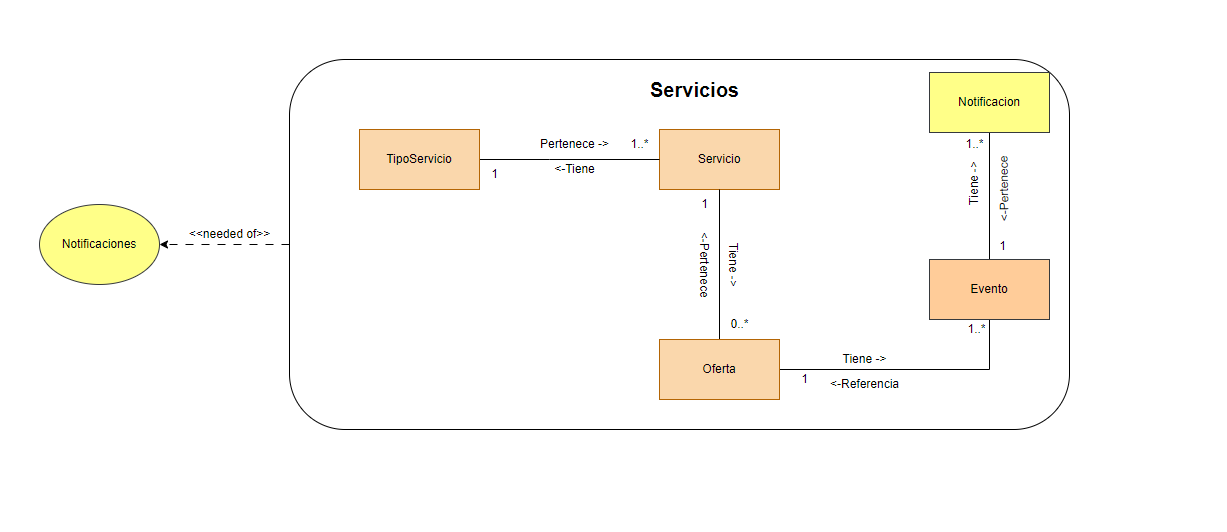 Servicios
Notificacion
TipoServicio
Pertenece ->
1..*
<-Tiene
1
Servicio
1..*
Tiene ->
<-Pertenece
1
Notificaciones
<<needed of>>
1
<-Pertenece
Tiene ->
0..*
Evento
1..*
Oferta
Tiene ->
1
<-Referencia